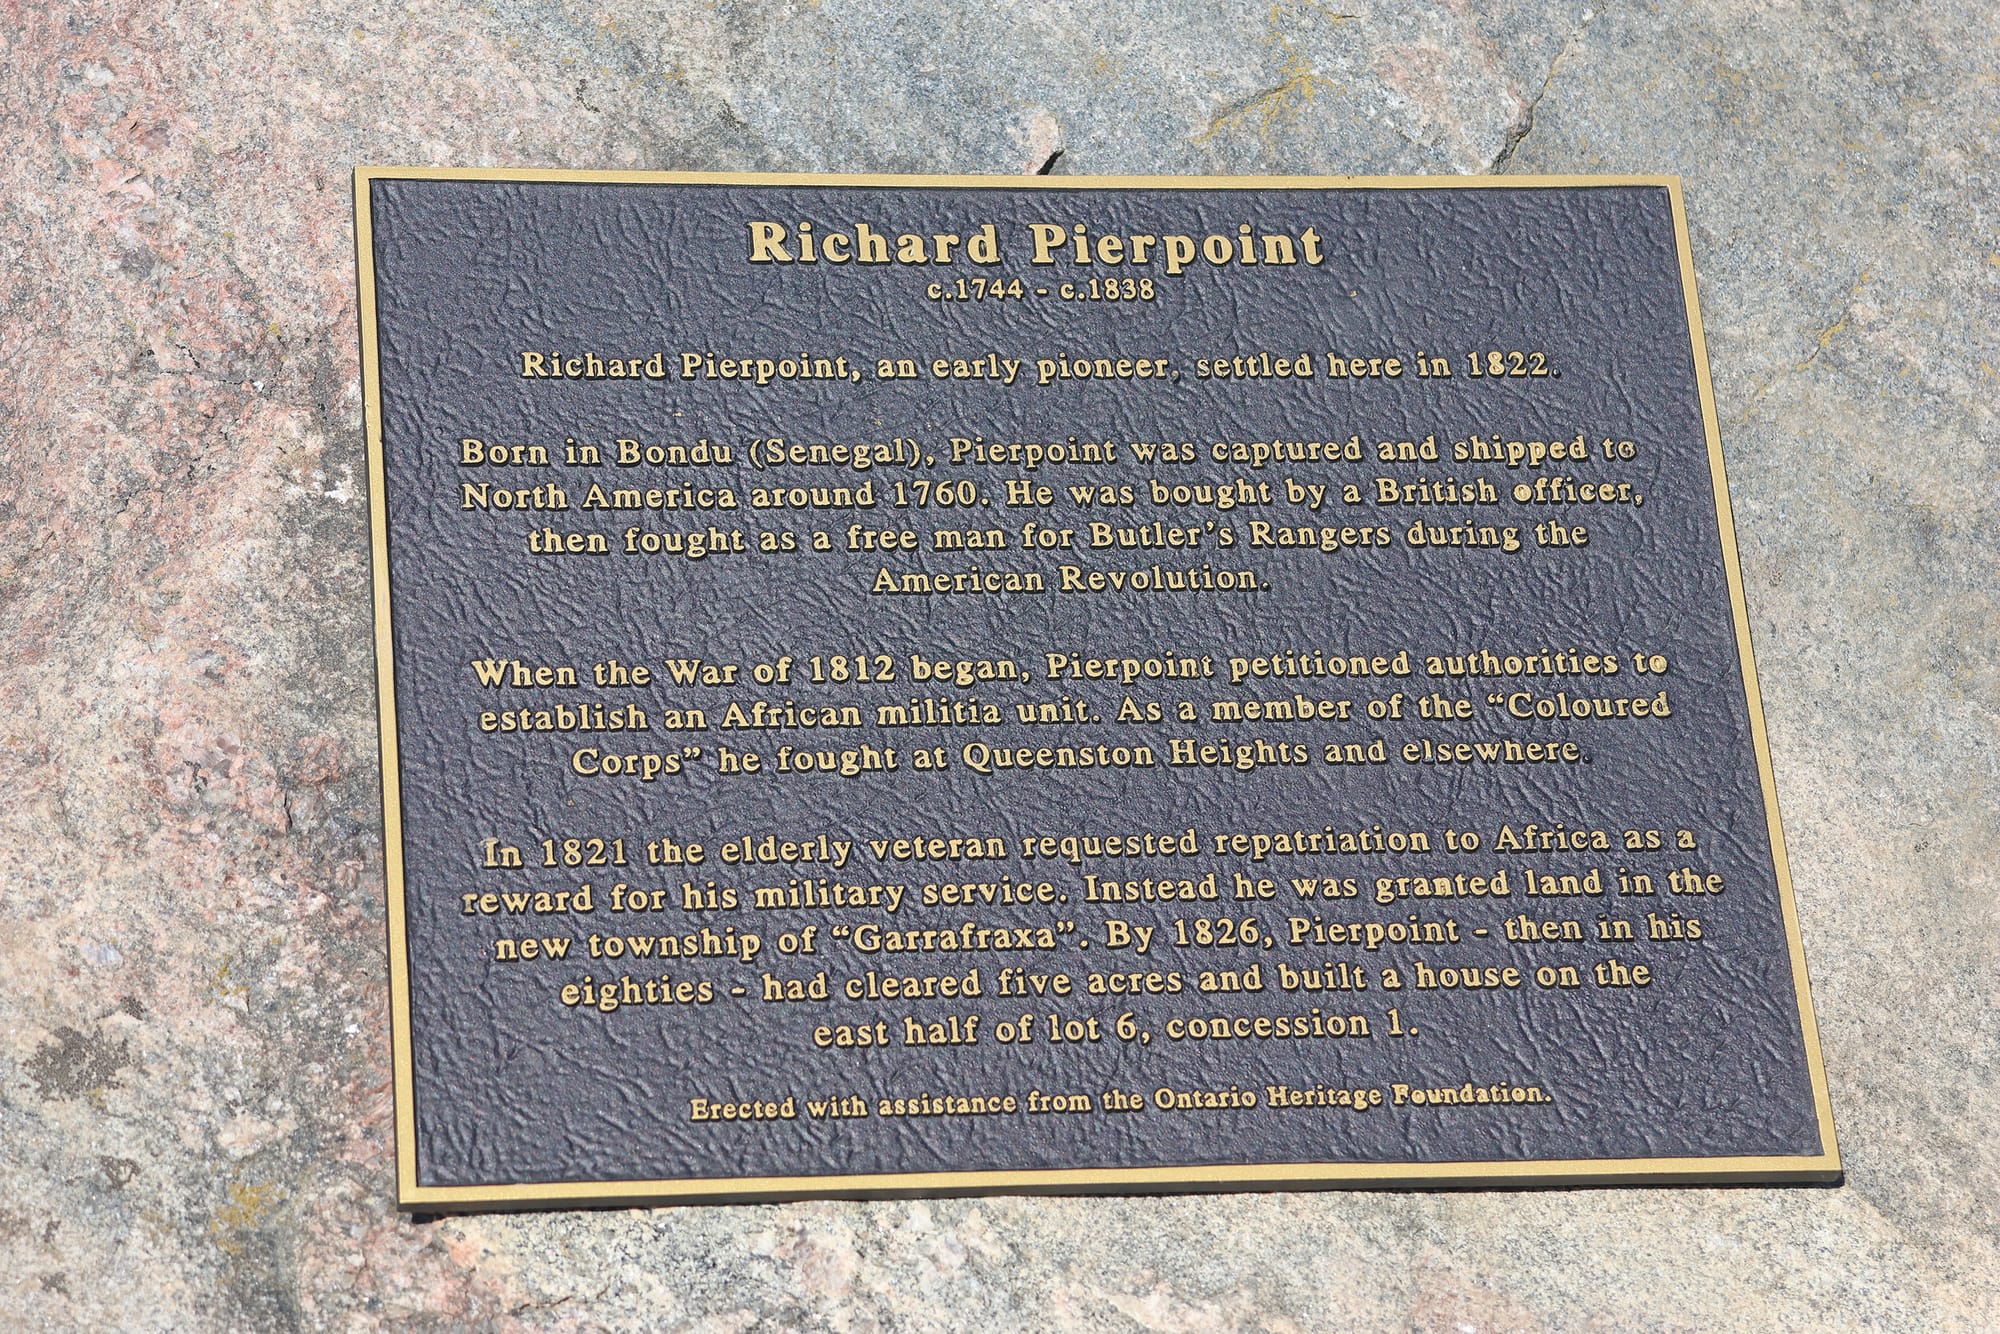 Richard Pierpoint
c.1744 - c.1838
Richard Pierpoint, an early pioneer, settled here in 1822.
Born in Bondu (Senegal), Pierpoint was captured and shipped to
North America around 1760. He was bought by a British officer,
then fought as a free man for Butler's Rangers during the
American Revolution.
When the War of 1812 began, Pierpoint petitioned authorities to
establish an African militia unit. As a member of the “Coloured
Corps” he fought at Queenston Heights and elsewhere.
In 1821 the elderly veteran requested repatriation to Africa as a
reward for his military service. Instead he was granted land in the
new township of “Garrafraxa”. By 1826, Pierpoint - then in his
eighties - had cleared five acres and built a house on the
east half of lot 6, concession 1.
Erected with assistance from the Ontario Heritage Foundation.